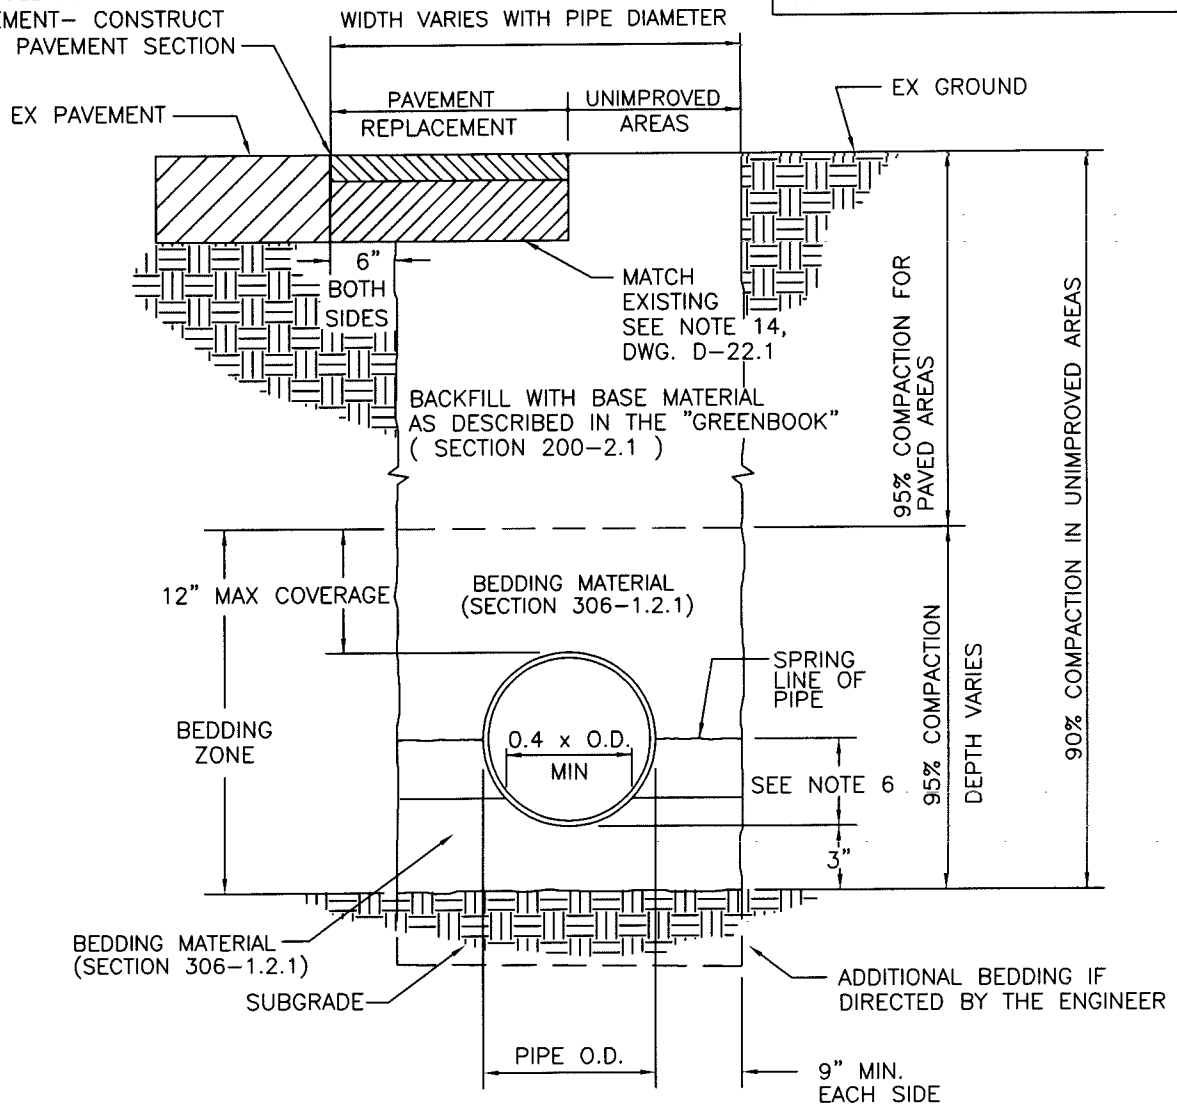 EMENT- CONSTRUCT
PAVEMENT SECTION
WIDTH VARIES WITH PIPE DIAMETER
EX PAVEMENT
PAVEMENT
REPLACEMENT
UNIMPROVED
AREAS
EX GROUND
6"
BOTH
SIDES
MATCH
EXISTING
SEE NOTE 14,
DWG. D-22.1
BACKFILL WITH BASE MATERIAL
AS DESCRIBED IN THE "GREENBOOK"
( SECTION 200-2.1 )
95% COMPACTION FOR
PAVED AREAS
90% COMPACTION IN UNIMPROVED AREAS
12" MAX COVERAGE
BEDDING MATERIAL
(SECTION 306-1.2.1)
SPRING
LINE OF
PIPE
BEDDING
ZONE
0.4 x O.D.
MIN
SEE NOTE 6
95% COMPACTION
DEPTH VARIES
3"
BEDDING MATERIAL
(SECTION 306-1.2.1)
SUBGRADE
ADDITIONAL BEDDING IF
DIRECTED BY THE ENGINEER
PIPE O.D.
9" MIN.
EACH SIDE